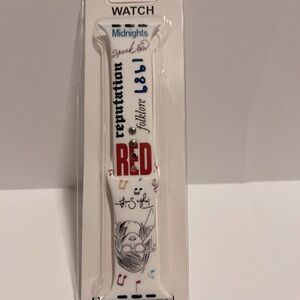 WATCH
Midnights
Speak Now
reputation
folklore
1989
RED